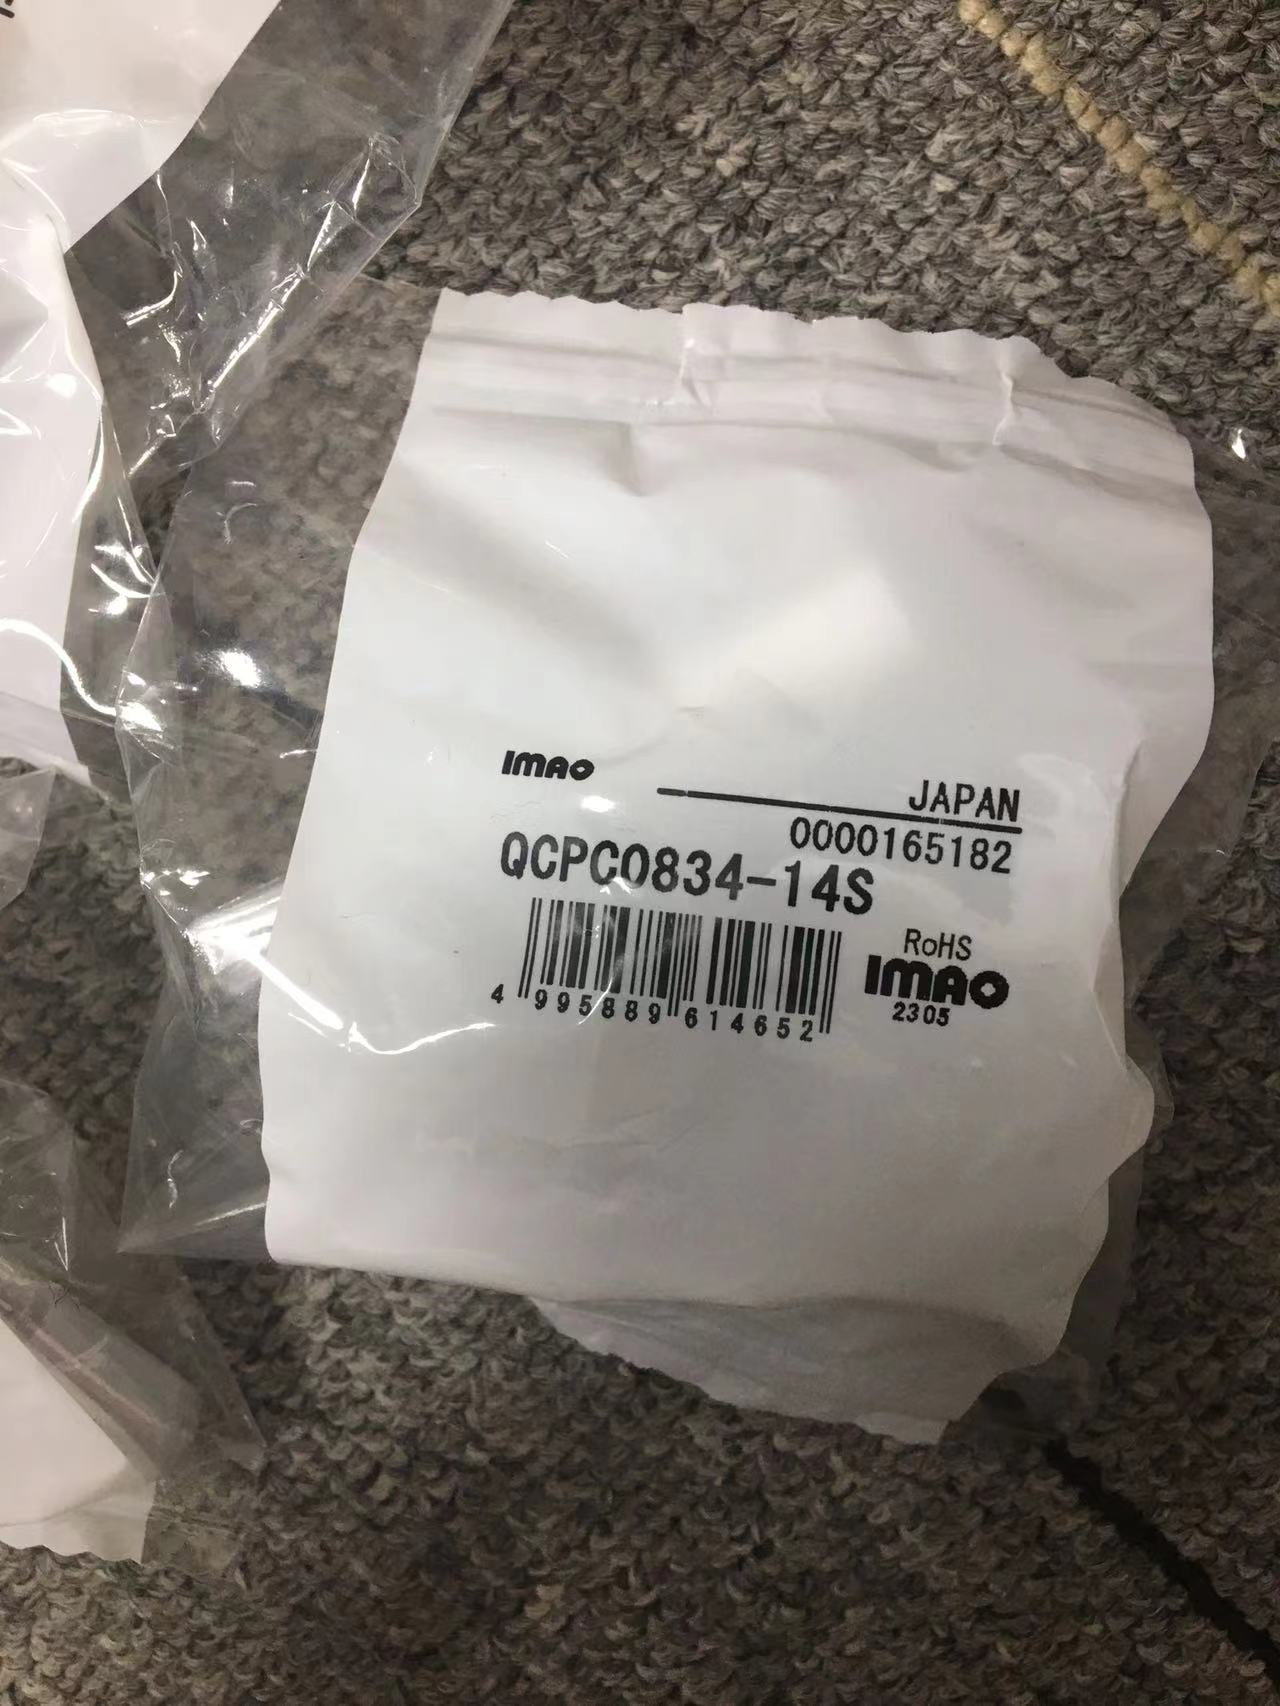 IMAO
JAPAN
0000165182
QCPC0834-14S
RoHS
IMAO
2305
4 995889 614652